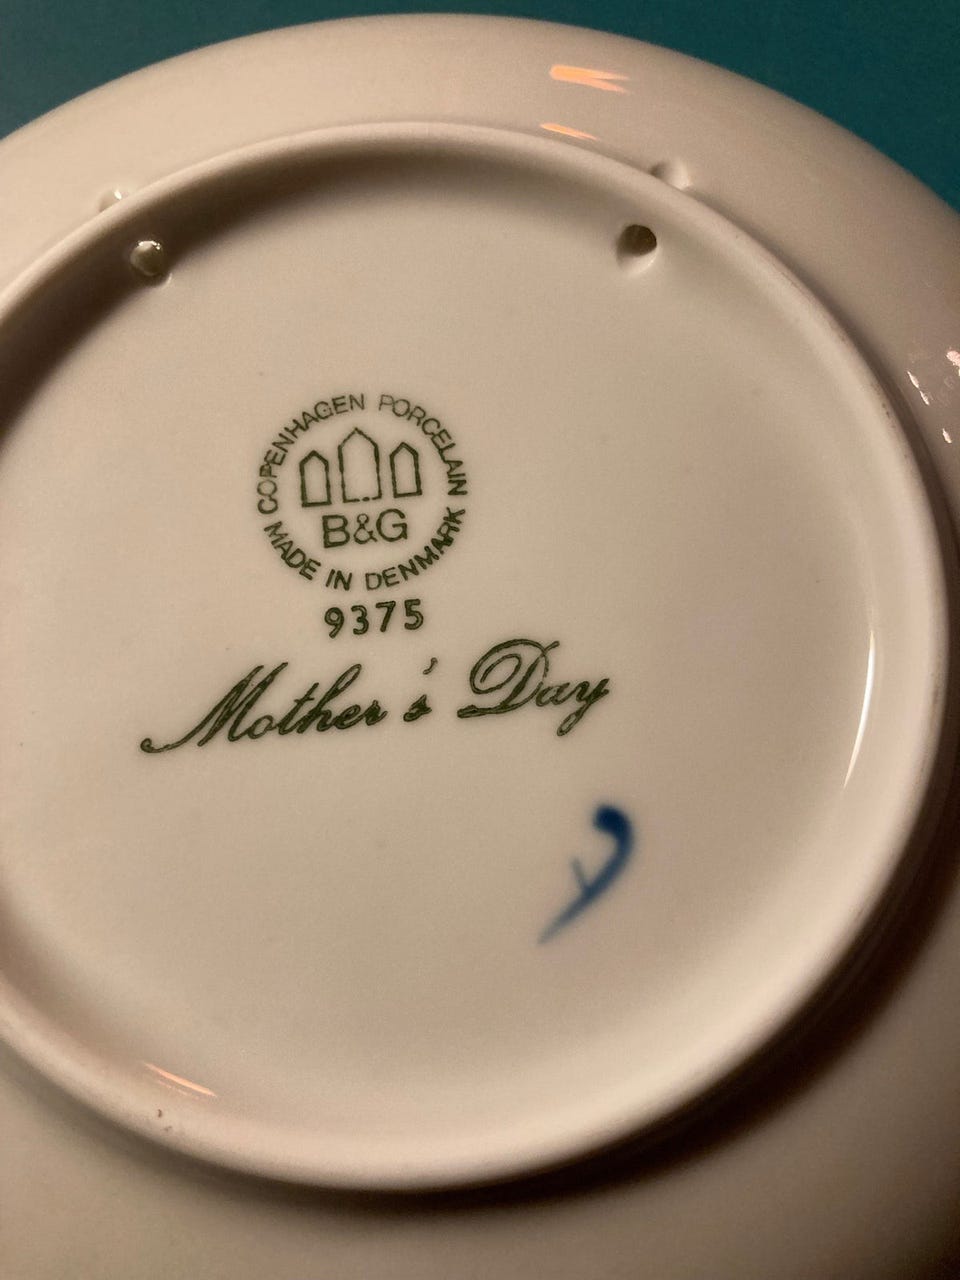 COPENHAGEN PORCELAIN
B&G
MADE IN DENMARK
9375
Mother's Day